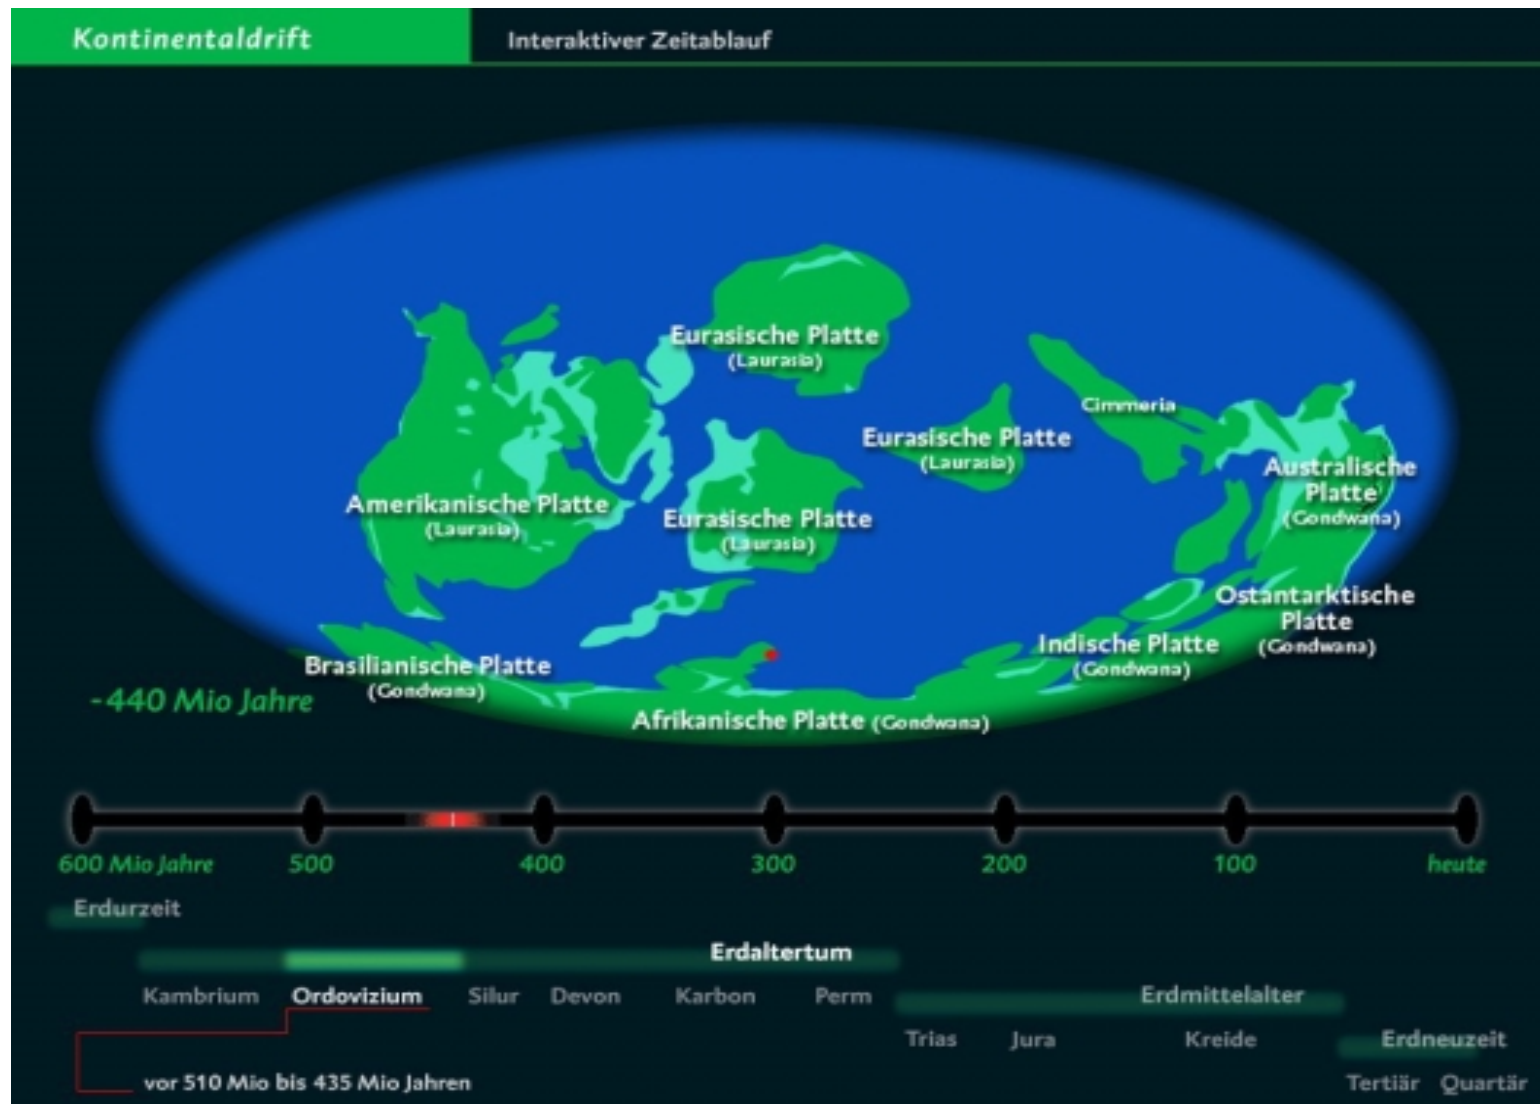 Kontinentaldrift
Interaktiver Zeitablauf
Eurasische Platte
(Laurasia)
Cimmeria
Eurasische Platte
(Laurasia)
Australische
Platte
(Gondwana)
Amerikanische Platte
(Laurasia)
Eurasische Platte
(Laurasia)
Ostantarktische
Platte
(Gondwana)
Indische Platte
(Gondwana)
Brasilianische Platte
(Gondwana)
-440 Mio Jahre
Afrikanische Platte (Gondwana)
600 Mio Jahre 500 400 300 200 100 heute
Erdurzeit
Erdaltertum
Kambrium Ordovizium Silur Devon Karbon Perm
Erdmittelalter
Trias Jura Kreide
Erdneuzeit
vor 510 Mio bis 435 Mio Jahren
Tertiär Quartär